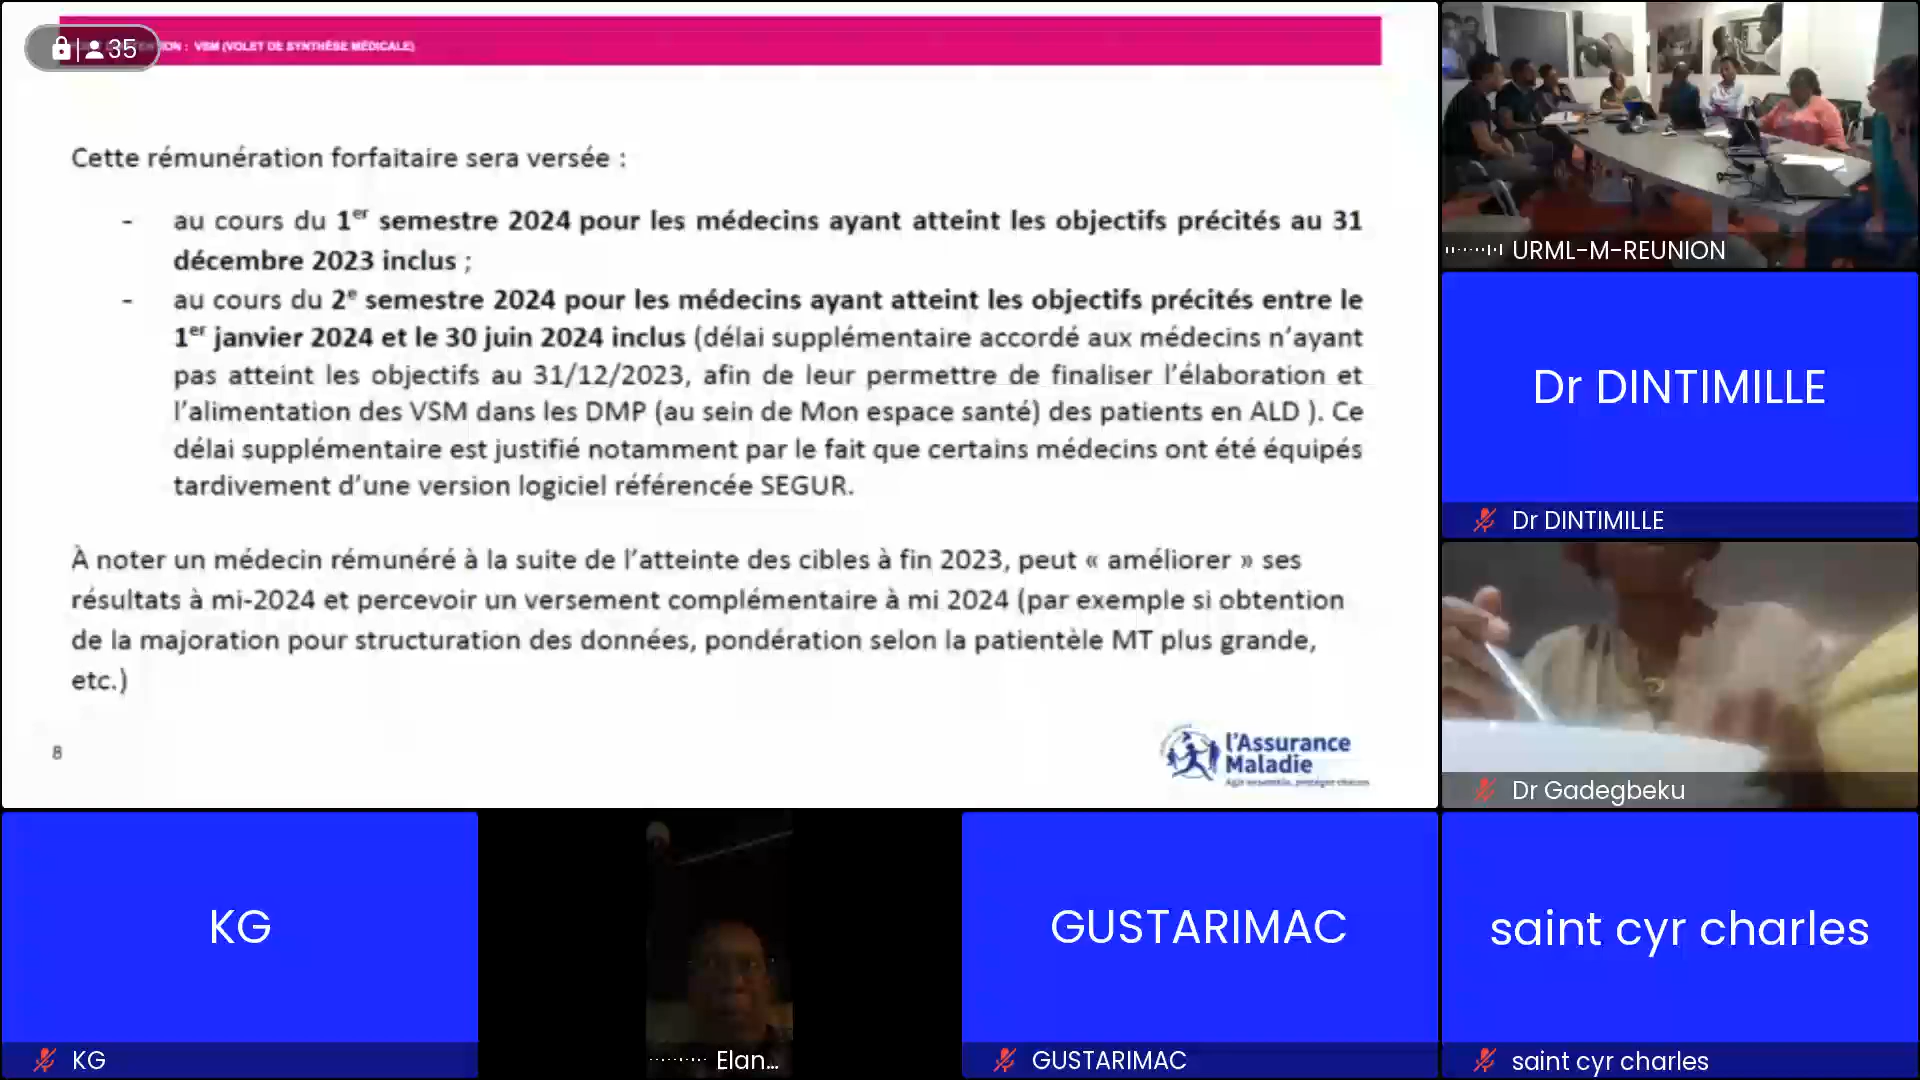 35
ION : VSM (VOLET DE SYNTHÈSE MÉDICALE)
Cette rémunération forfaitaire sera versée :
- au cours du 1er semestre 2024 pour les médecins ayant atteint les objectifs précités au 31
décembre 2023 inclus ;
- au cours du 2e semestre 2024 pour les médecins ayant atteint les objectifs précités entre le
1er janvier 2024 et le 30 juin 2024 inclus (délai supplémentaire accordé aux médecins n’ayant
pas atteint les objectifs au 31/12/2023, afin de leur permettre de finaliser l’élaboration et
l’alimentation des VSM dans les DMP (au sein de Mon espace santé) des patients en ALD ). Ce
délai supplémentaire est justifié notamment par le fait que certains médecins ont été équipés
tardivement d’une version logiciel référencée SEGUR.
À noter un médecin rémunéré à la suite de l’atteinte des cibles à fin 2023, peut « améliorer » ses
résultats à mi-2024 et percevoir un versement complémentaire à mi 2024 (par exemple si obtention
de la majoration pour structuration des données, pondération selon la patientèle MT plus grande,
etc.)
8
l’Assurance
Maladie
Agir ensemble, protéger chacun
URML-M-REUNION
Dr DINTIMILLE
Dr DINTIMILLE
Dr Gadegbeku
KG
KG
Elan...
GUSTARIMAC
GUSTARIMAC
saint cyr charles
saint cyr charles